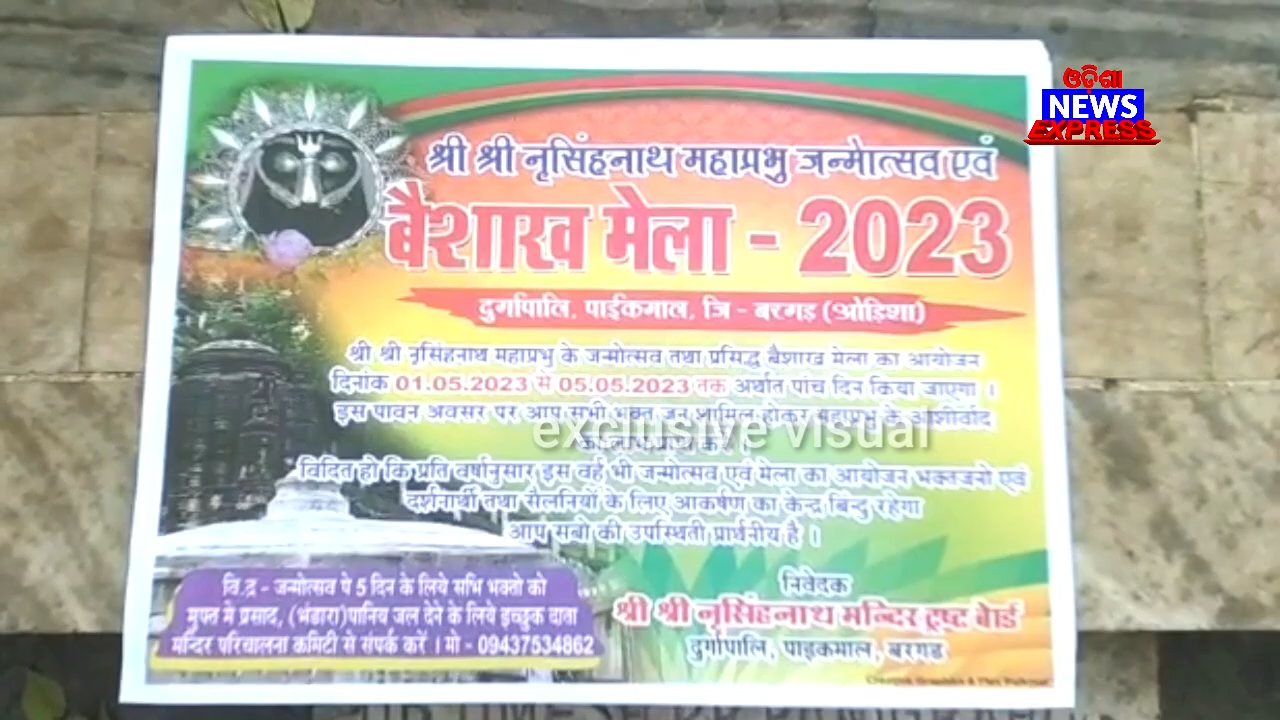 ଓଡ଼ିଶା
NEWS
EXPRESS
श्री श्री नृसिंहनाथ महाप्रभु जन्मोत्सव एवं
बैशाख मेला - 2023
दुर्गापालि, पाईकमाल, जि - बरगड़ (ओड़िशा)
श्री श्री नृसिंहनाथ महाप्रभु के जन्मोत्सव तथा प्रसिद्ध बैशाख मेला का आयोजन
दिनांक 01.05.2023 से 05.05.2023 तक अर्थात पांच दिन किया जाएगा ।
इस पावन अवसर पर आप सभी भक्त जन शामिल होकर महाप्रभु के आशीर्वाद
exclusive visual
विदित हो कि प्रति वर्षानुसार इस वर्ह भी जन्मोत्सव एवं मेला का आयोजन भक्तजनो एवं
दर्शनार्थी तथा सैलनियों के लिए आकर्षण का केन्द्र बिन्दु रहेगा
आप सबो की उपस्थिती प्रार्थनीय है ।
वि.द्र - जन्मोत्सव पे 5 दिन के लिये सभि भक्तो को
मुफ्त मे प्रसाद, (भंडारा)पानिय जल देने के लिये इच्छुक दाता
मन्दिर परिचालना कमिटी से संपर्क करें । मो - 09437534862
निवेदक
श्री श्री नृसिंहनाथ मन्दिर ट्रष्ट बोर्ड
दुर्गापालि, पाइकमाल, बरगड